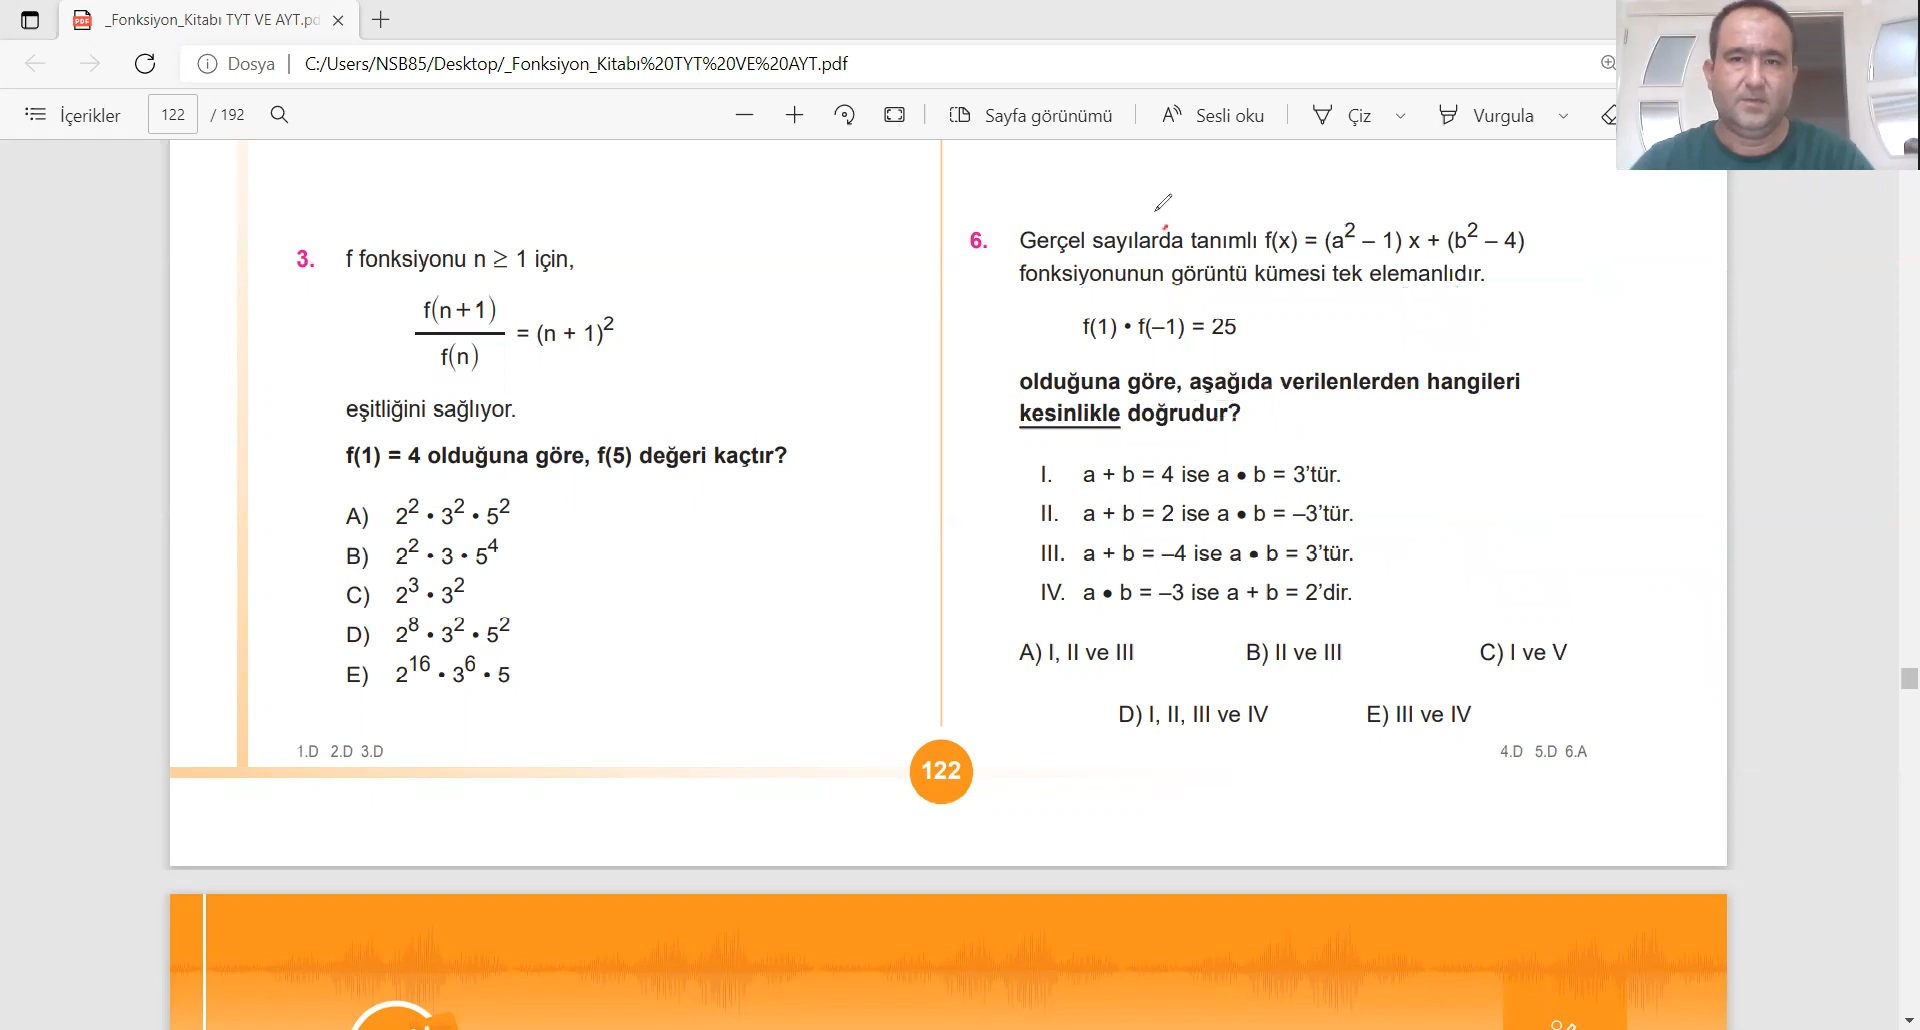 _Fonksiyon_Kitabı TYT VE AYT.pd
Dosya
C:/Users/NSB85/Desktop/_Fonksiyon_Kitabı%20TYT%20VE%20AYT.pdf
İçerikler
122
/ 192
Sayfa görünümü
Sesli oku
Çiz
Vurgula
3. f fonksiyonu n ≥ 1 için,
f(n+1)
/ f(n) = (n + 1)²
eşitliğini sağlıyor.
f(1) = 4 olduğuna göre, f(5) değeri kaçtır?
A) 2² • 3² • 5²
B) 2² • 3 • 5⁴
C) 2³ • 3²
D) 2⁸ • 3² • 5²
E) 2¹⁶ • 3⁶ • 5
1.D 2.D 3.D
6. Gerçel sayılarda tanımlı f(x) = (a² – 1) x + (b² – 4)
fonksiyonunun görüntü kümesi tek elemanlıdır.
f(1) • f(–1) = 25
olduğuna göre, aşağıda verilenlerden hangileri
kesinlikle doğrudur?
I. a + b = 4 ise a • b = 3’tür.
II. a + b = 2 ise a • b = –3’tür.
III. a + b = –4 ise a • b = 3’tür.
IV. a • b = –3 ise a + b = 2’dir.
A) I, II ve III B) II ve III C) I ve V
D) I, II, III ve IV E) III ve IV
4.D 5.D 6.A
122